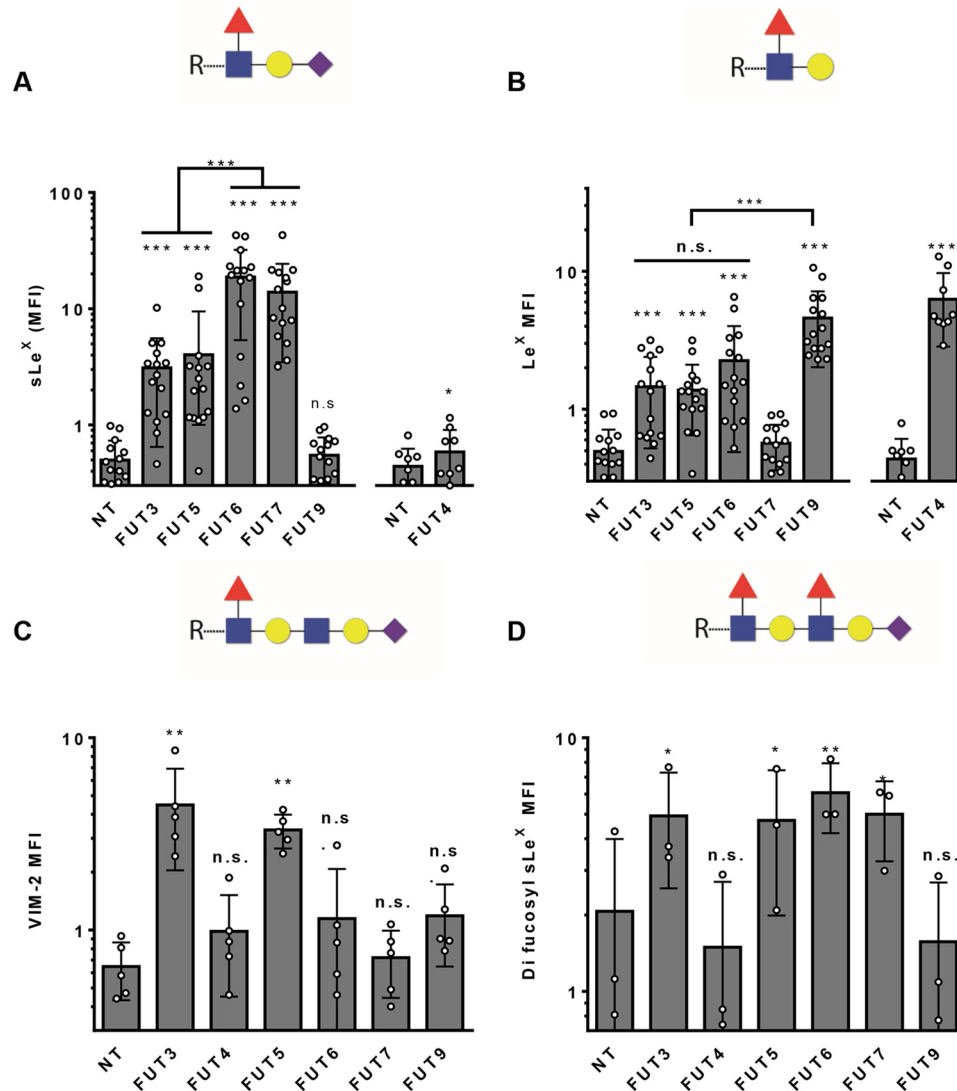 A
R
sLeX (MFI)
100
10
1
***
*** ***
*** ***
n.s
*
NT FUT3 FUT5 FUT6 FUT7 FUT9 NT FUT4
B
R
LeX MFI
10
1
***
n.s.
*** *** *** *** ***
NT FUT3 FUT5 FUT6 FUT7 FUT9 NT FUT4
C
R
VIM-2 MFI
10
1
** n.s. ** n.s n.s. n.s
NT FUT3 FUT4 FUT5 FUT6 FUT7 FUT9
D
R
Difucosyl sLeX MFI
10
1
* n.s. * ** * n.s.
NT FUT3 FUT4 FUT5 FUT6 FUT7 FUT9